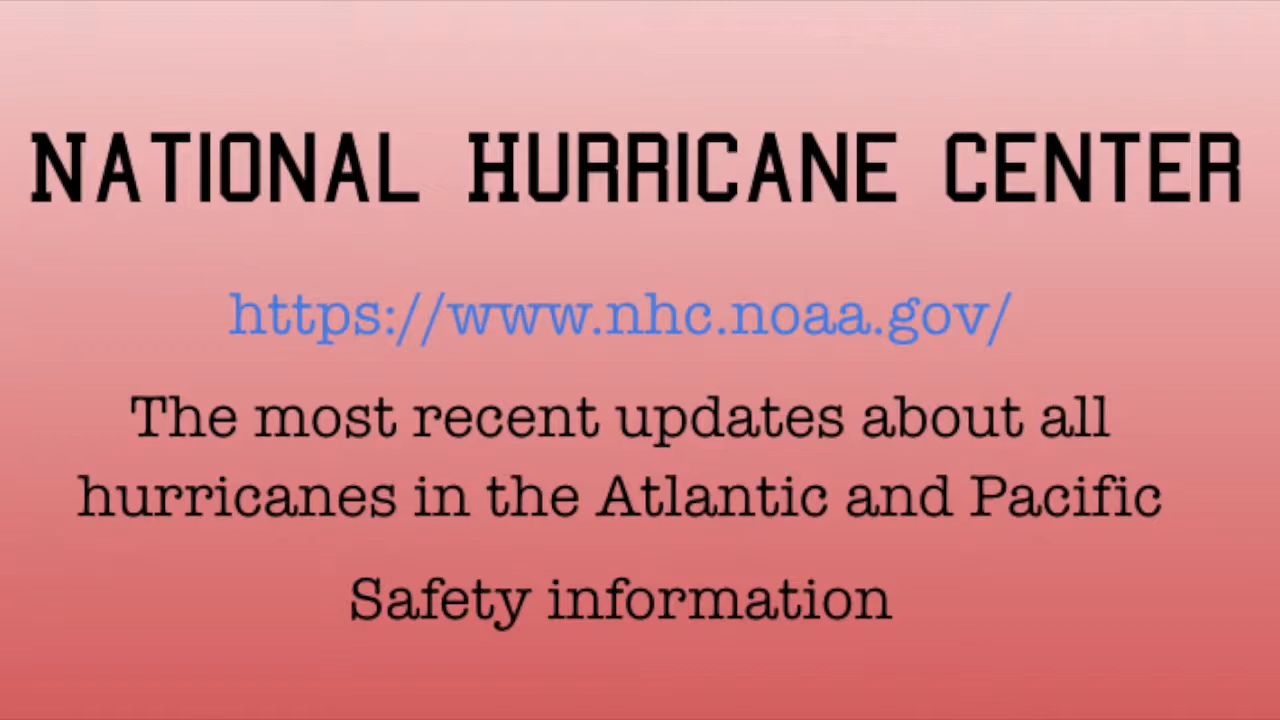 National Hurricane Center
https://www.nhc.noaa.gov/
The most recent updates about all
hurricanes in the Atlantic and Pacific
Safety information